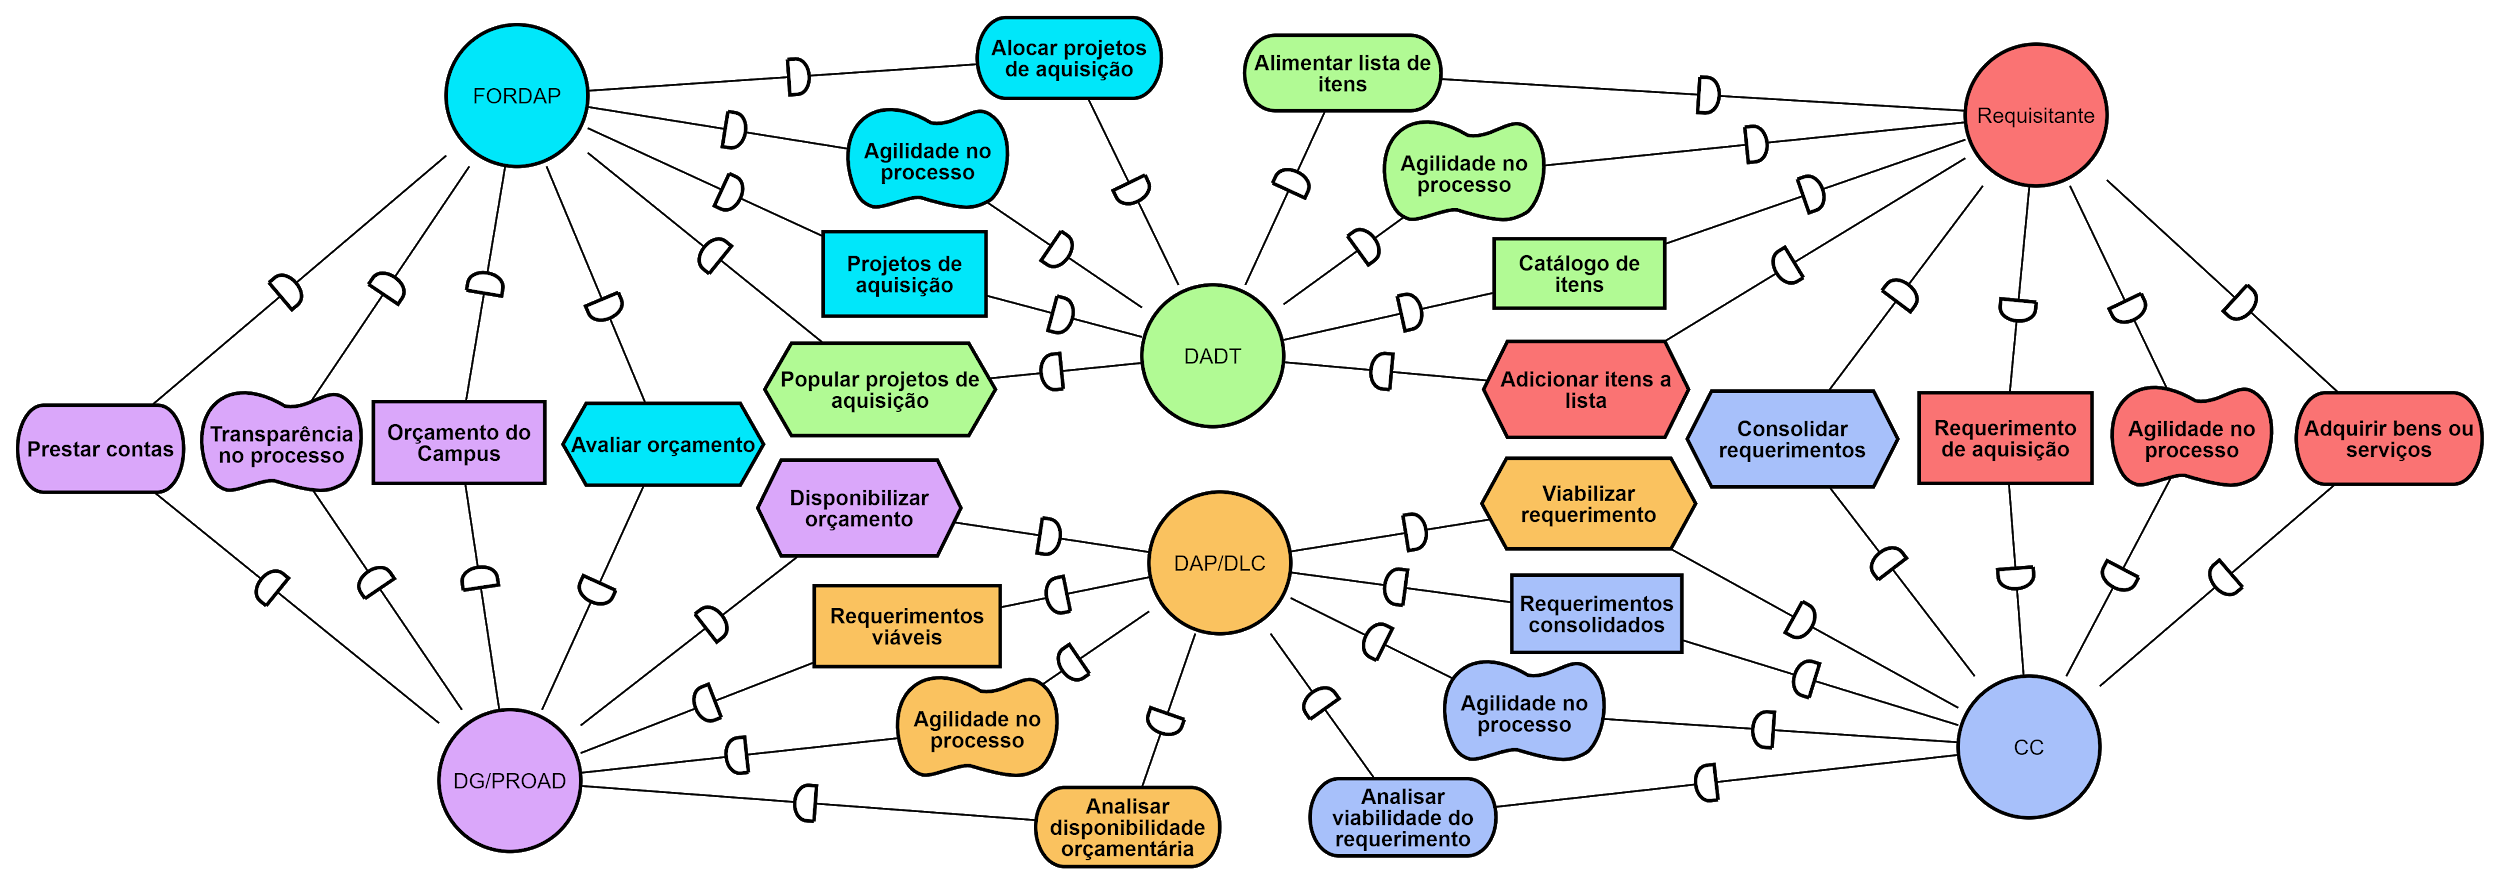 Alocar projetos
de aquisição
Alimentar lista de
itens
FORDAP
Requisitante
Agilidade no
processo
Agilidade no
processo
Projetos de
aquisição
Catálogo de
itens
DADT
Popular projetos de
aquisição
Adicionar itens a
lista
Prestar contas
Transparência
no processo
Orçamento do
Campus
Avaliar orçamento
Consolidar
requerimentos
Requerimento
de aquisição
Agilidade no
processo
Adquirir bens ou
serviços
Disponibilizar
orçamento
Viabilizar
requerimento
DAP/DLC
Requerimentos
viáveis
Requerimentos
consolidados
Agilidade no
processo
Agilidade no
processo
DG/PROAD
CC
Analisar
disponibilidade
orçamentária
Analisar
viabilidade do
requerimento